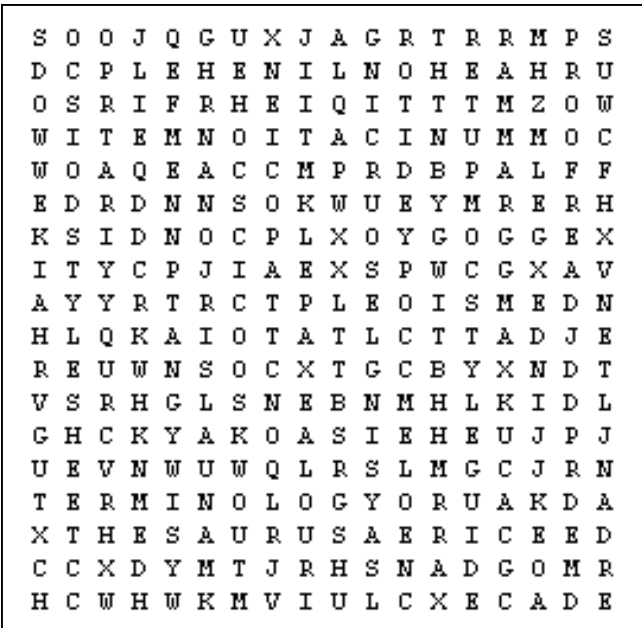 S O O J Q G U X J A G R T R R M P S
D C P L E H E N I L N O H E A H R U
O S R I F R H E I Q I T T T M Z O W
W I T E M N O I T A C I N U M M O C
W O A Q E A C C M P R D B P A L F F
E D R D N N S O K W U E Y M R E R H
K S I D N O C P L X O Y G O G G E X
I T Y C P J I A E X S P W C G X A V
A Y Y R T R C T P L E O I S M E D N
H L Q K A I O T A T L C T T A D J E
R E U W N S O C X T G C B Y X N D T
V S R H G L S N E B N M H L K I D L
G H C K Y A K O A S I E H E U J P J
U E V N W U W Q L R S L M G C J R N
T E R M I N O L O G Y O R U A K D A
X T H E S A U R U S A E R I C E E D
C C X D Y M T J R H S N A D G O M R
H C W H W K M V I U L C X E C A D E